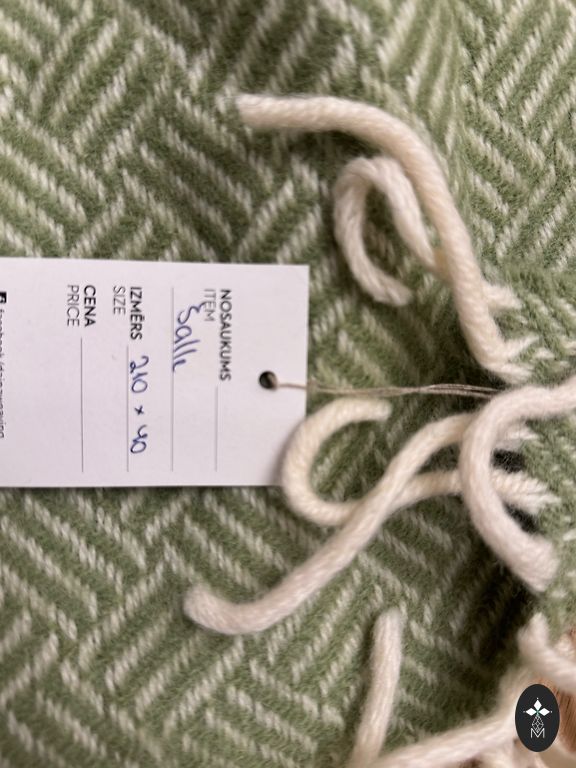 NOSAUKUMS
ITEM
Šalle
IZMĒRS 210 x 40
SIZE
CENA
PRICE